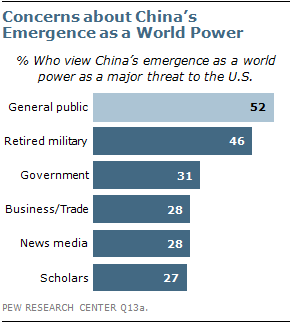 Concerns about China’s
Emergence as a World Power
% Who view China’s emergence as a world
power as a major threat to the U.S.
General public 52
Retired military 46
Government 31
Business/Trade 28
News media 28
Scholars 27
PEW RESEARCH CENTER Q13a.